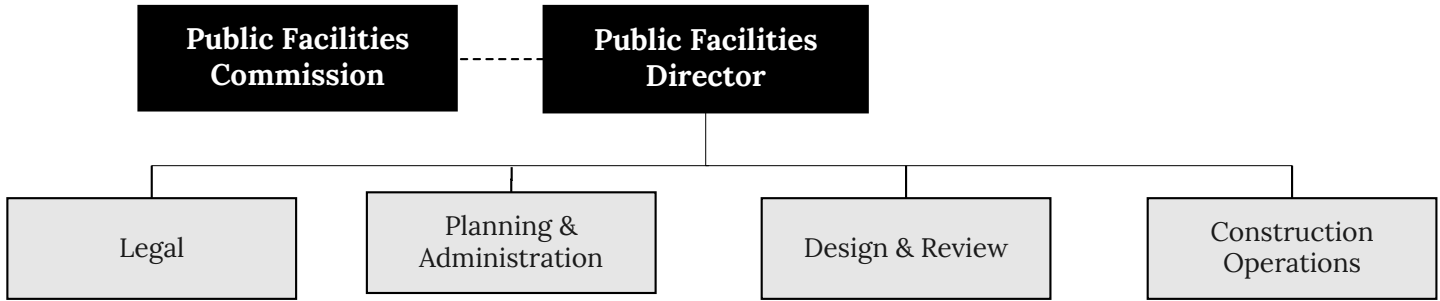 Public Facilities
Commission
Public Facilities
Director
Legal
Planning &
Administration
Design & Review
Construction
Operations